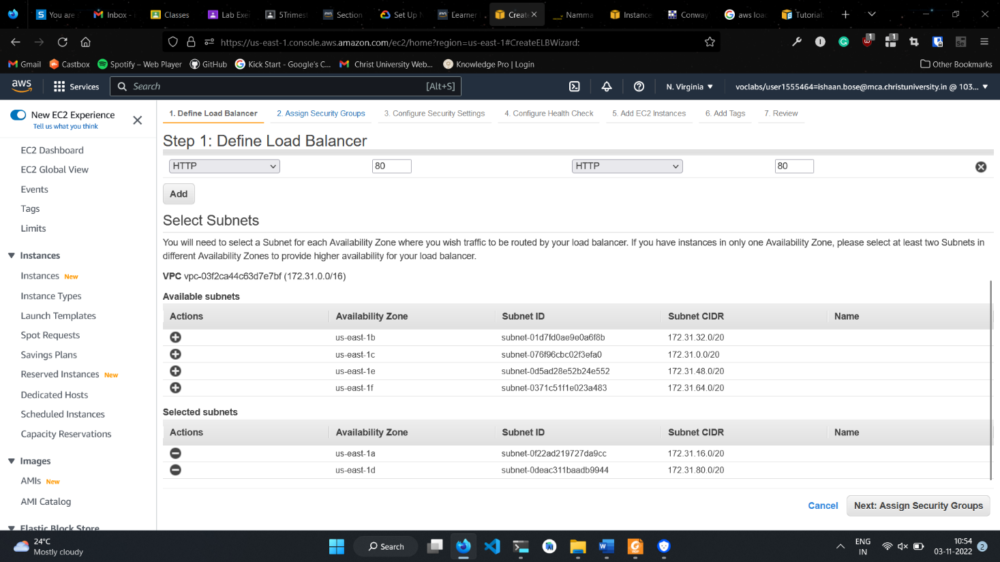 You are
Inbox -
Classes
Lab Exe
5Trimest
Section
Set Up
Learner
Create
Namma
Instance
Conway
aws loa
Tutorial
https://us-east-1.console.aws.amazon.com/ec2/home?region=us-east-1#CreateELBWizard:
1
1
Gmail
Castbox
Spotify – Web Player
GitHub
Kick Start - Google's C...
Christ University Web...
Knowledge Pro | Login
Other Bookmarks
aws
Services
Search
[Alt+S]
N. Virginia
voclabs/user1555464=ishaan.bose@mca.christuniversity.in @ 103...
New EC2 Experience
Tell us what you think
EC2 Dashboard
EC2 Global View
Events
Tags
Limits
Instances
Instances New
Instance Types
Launch Templates
Spot Requests
Savings Plans
Reserved Instances New
Dedicated Hosts
Scheduled Instances
Capacity Reservations
Images
AMIs New
AMI Catalog
Elastic Block Store
1. Define Load Balancer
2. Assign Security Groups
3. Configure Security Settings
4. Configure Health Check
5. Add EC2 Instances
6. Add Tags
7. Review
Step 1: Define Load Balancer
HTTP 80 HTTP 80
Add
Select Subnets
You will need to select a Subnet for each Availability Zone where you wish traffic to be routed by your load balancer. If you have instances in only one Availability Zone, please select at least two Subnets in
different Availability Zones to provide higher availability for your load balancer.
VPC vpc-03f2ca44c63d7e7bf (172.31.0.0/16)
Available subnets
Actions Availability Zone Subnet ID Subnet CIDR Name
us-east-1b subnet-01d7fd0ae9e0a6f8b 172.31.32.0/20
us-east-1c subnet-076f96cbc02f3efa0 172.31.0.0/20
us-east-1e subnet-0d5ad28e52b24e552 172.31.48.0/20
us-east-1f subnet-0371c51f1e023a483 172.31.64.0/20
Selected subnets
Actions Availability Zone Subnet ID Subnet CIDR Name
us-east-1a subnet-0f22ad219727da9cc 172.31.16.0/20
us-east-1d subnet-0deac311baadb9944 172.31.80.0/20
Cancel
Next: Assign Security Groups
24°C
Mostly cloudy
Search
ENG
IN
10:54
03-11-2022
2